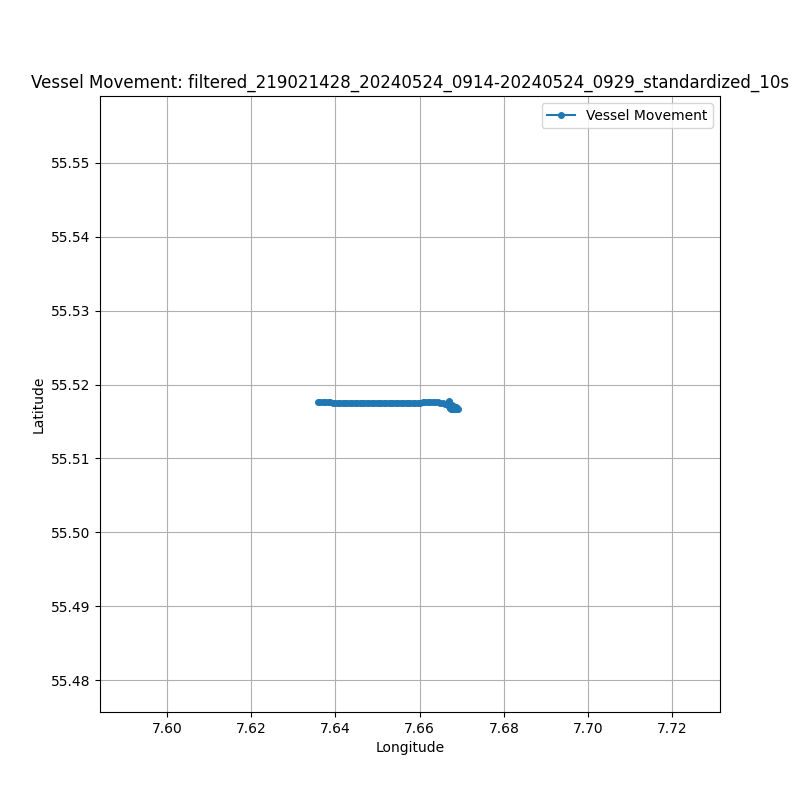 Vessel Movement: filtered_219021428_20240524_0914-20240524_0929_standardized_10s
Vessel Movement
55.55
55.54
55.53
55.52
55.51
55.50
55.49
55.48
Latitude
7.60 7.62 7.64 7.66 7.68 7.70 7.72
Longitude